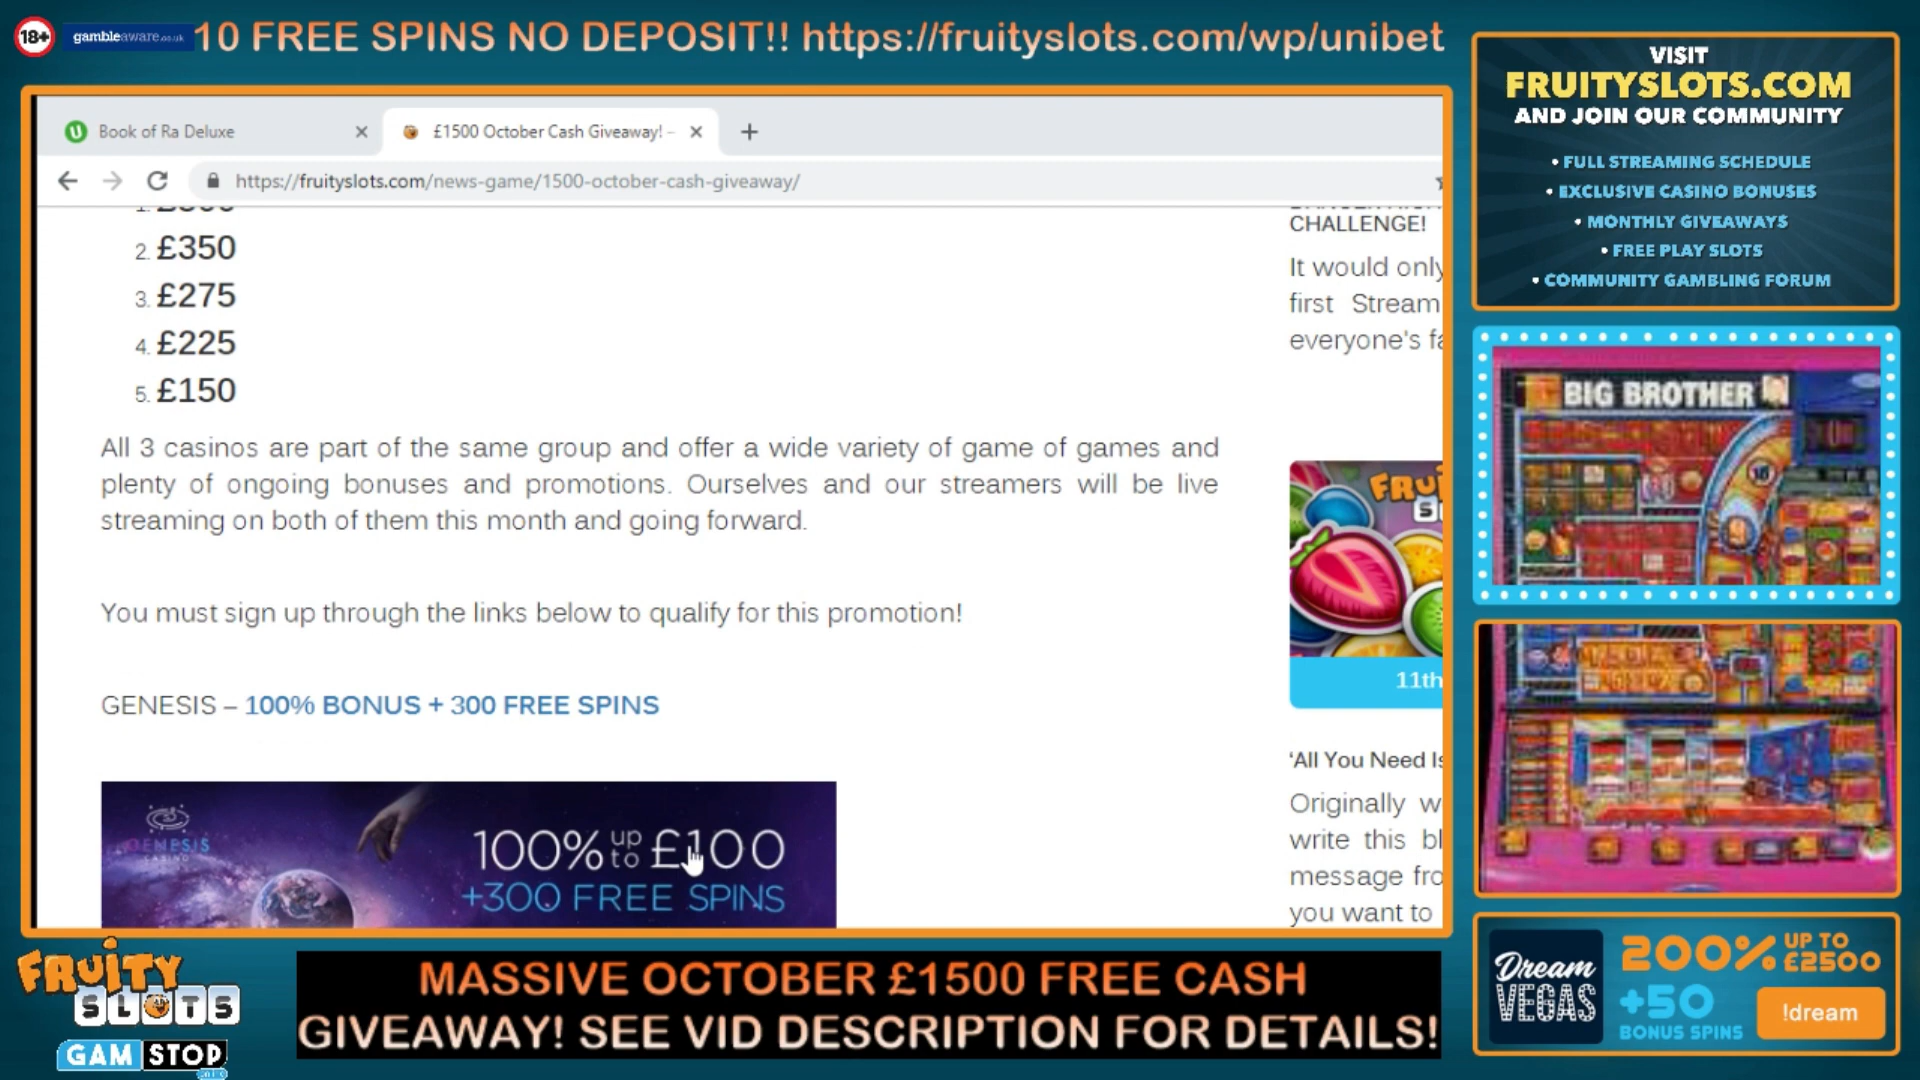 18+
gambleaware.co.uk
10 FREE SPINS NO DEPOSIT!! https://fruityslots.com/wp/unibet
VISIT
FRUITYSLOTS.COM
AND JOIN OUR COMMUNITY
• FULL STREAMING SCHEDULE
• EXCLUSIVE CASINO BONUSES
• MONTHLY GIVEAWAYS
• FREE PLAY SLOTS
• COMMUNITY GAMBLING FORUM
Book of Ra Deluxe
£1500 October Cash Giveaway! –
https://fruityslots.com/news-game/1500-october-cash-giveaway/
2. £350
3. £275
4. £225
5. £150
All 3 casinos are part of the same group and offer a wide variety of game of games and
plenty of ongoing bonuses and promotions. Ourselves and our streamers will be live
streaming on both of them this month and going forward.
You must sign up through the links below to qualify for this promotion!
GENESIS – 100% BONUS + 300 FREE SPINS
GENESIS
CASINO
100% up to £100
+300 FREE SPINS
CHALLENGE!
It would only
first Stream
everyone's
FRUI
11th
'All You Need
Originally
write this
message
you want to
BIG BROTHER
FRUITY
SLOTS
GAMSTOP
MASSIVE OCTOBER £1500 FREE CASH
GIVEAWAY! SEE VID DESCRIPTION FOR DETAILS!
Dream
VEGAS
200% UP TO £2500
+50
BONUS SPINS
!dream